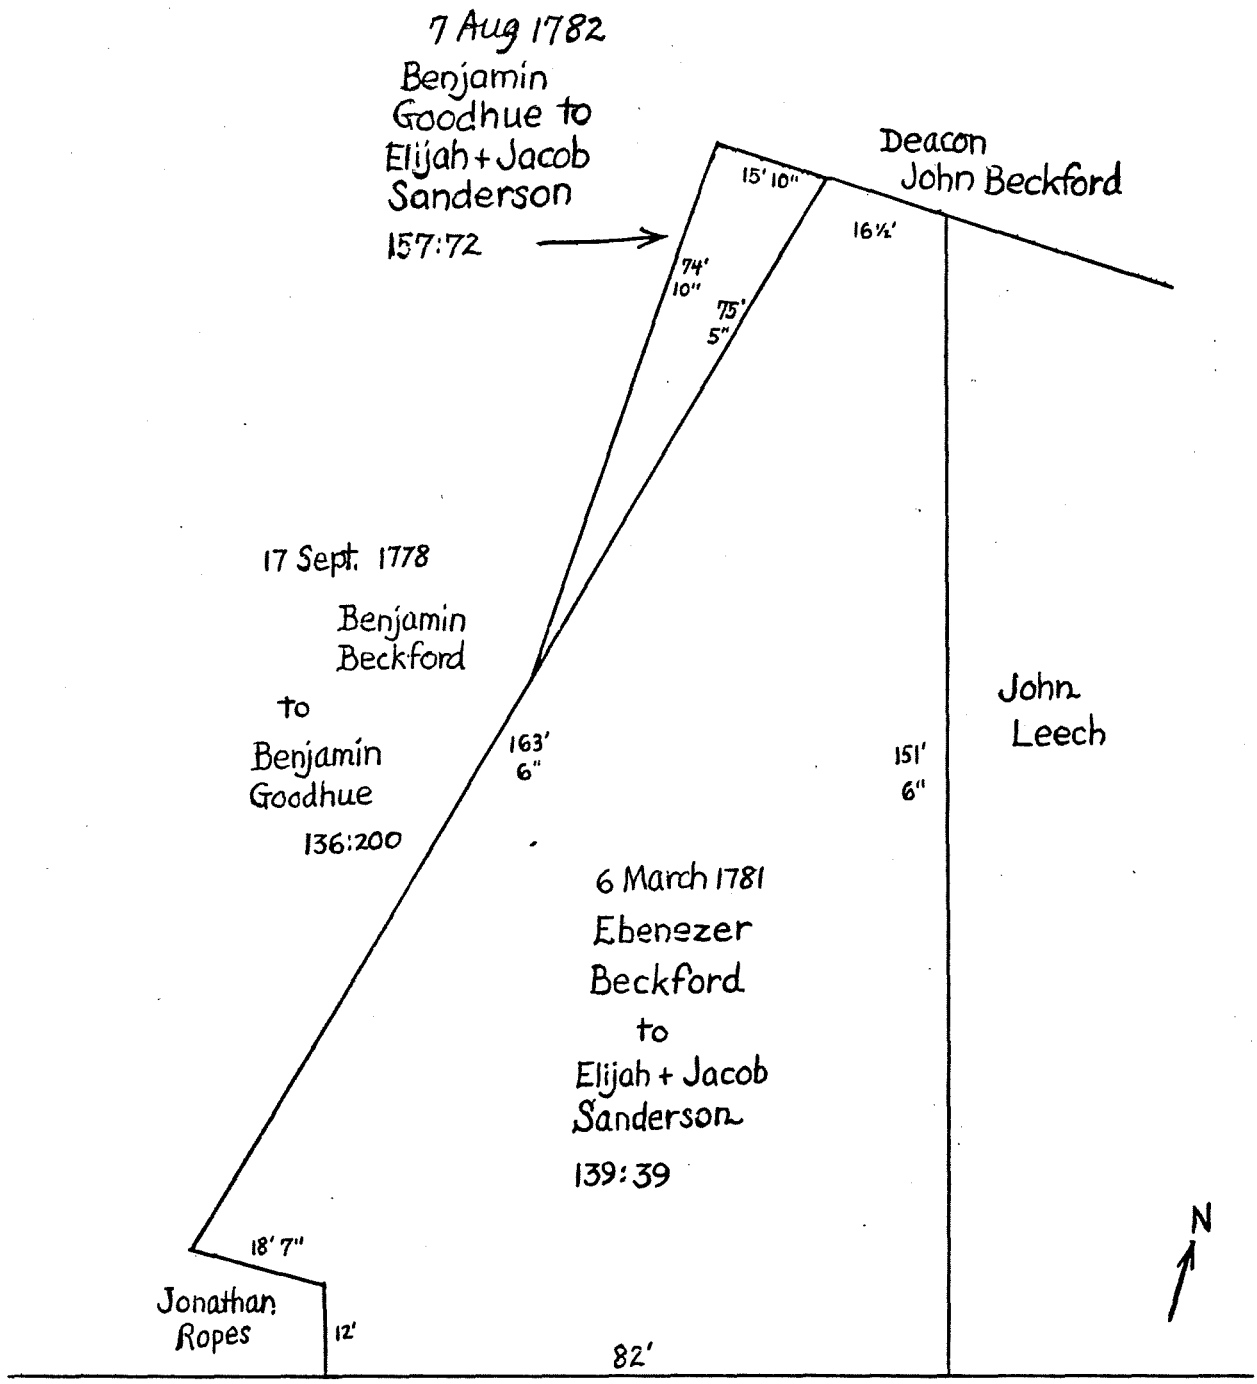 7 Aug 1782
Benjamin
Goodhue to
Elijah + Jacob
Sanderson
157:72
Deacon
John Beckford
15' 10"
16½'
74'
10"
75'
5"
17 Sept. 1778
Benjamin
Beckford
to
Benjamin
Goodhue
136:200
163'
6"
151'
6"
John
Leech
6 March 1781
Ebenezer
Beckford
to
Elijah + Jacob
Sanderson
139:39
N
18' 7"
Jonathan
Ropes
12'
82'